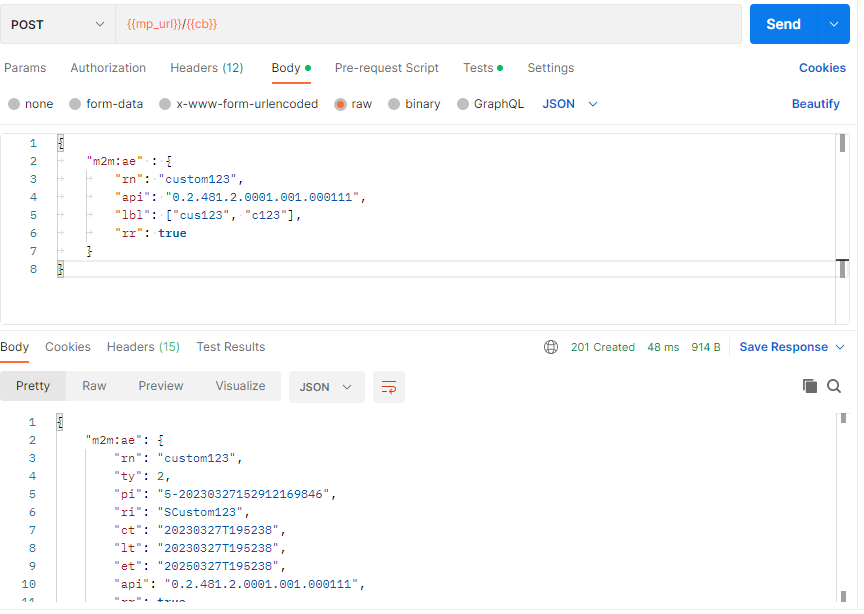 POST {{mp_url}}/{{cb}} Send
Params Authorization Headers (12) Body Pre-request Script Tests Settings Cookies
none form-data x-www-form-urlencoded raw binary GraphQL JSON Beautify
1 {
2 "m2m:ae" : {
3 "rn": "custom123",
4 "api": "0.2.481.2.0001.001.000111",
5 "lbl": ["cus123", "c123"],
6 "rr": true
7 }
8 }
Body Cookies Headers (15) Test Results 201 Created 48 ms 914 B Save Response
Pretty Raw Preview Visualize JSON
1 {
2 "m2m:ae": {
3 "rn": "custom123",
4 "ty": 2,
5 "pi": "5-20230327152912169846",
6 "ri": "SCustom123",
7 "ct": "20230327T195238",
8 "lt": "20230327T195238",
9 "et": "20250327T195238",
10 "api": "0.2.481.2.0001.001.000111",
11 "rr": true